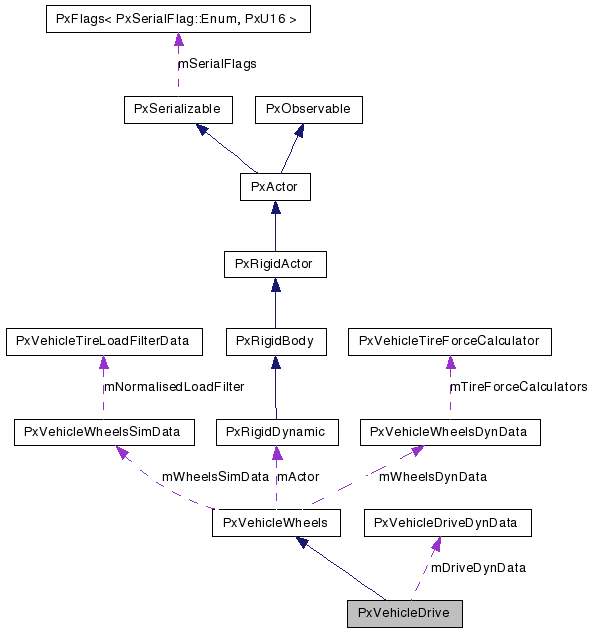 PxFlags< PxSerialFlag::Enum, PxU16 >
mSerialFlags
PxSerializable
PxObservable
PxActor
PxRigidActor
PxVehicleTireLoadFilterData
PxRigidBody
PxVehicleTireForceCalculator
mNormalisedLoadFilter
mTireForceCalculators
PxVehicleWheelsSimData
PxRigidDynamic
PxVehicleWheelsDynData
mWheelsSimData
mActor
mWheelsDynData
PxVehicleWheels
PxVehicleDriveDynData
mDriveDynData
PxVehicleDrive